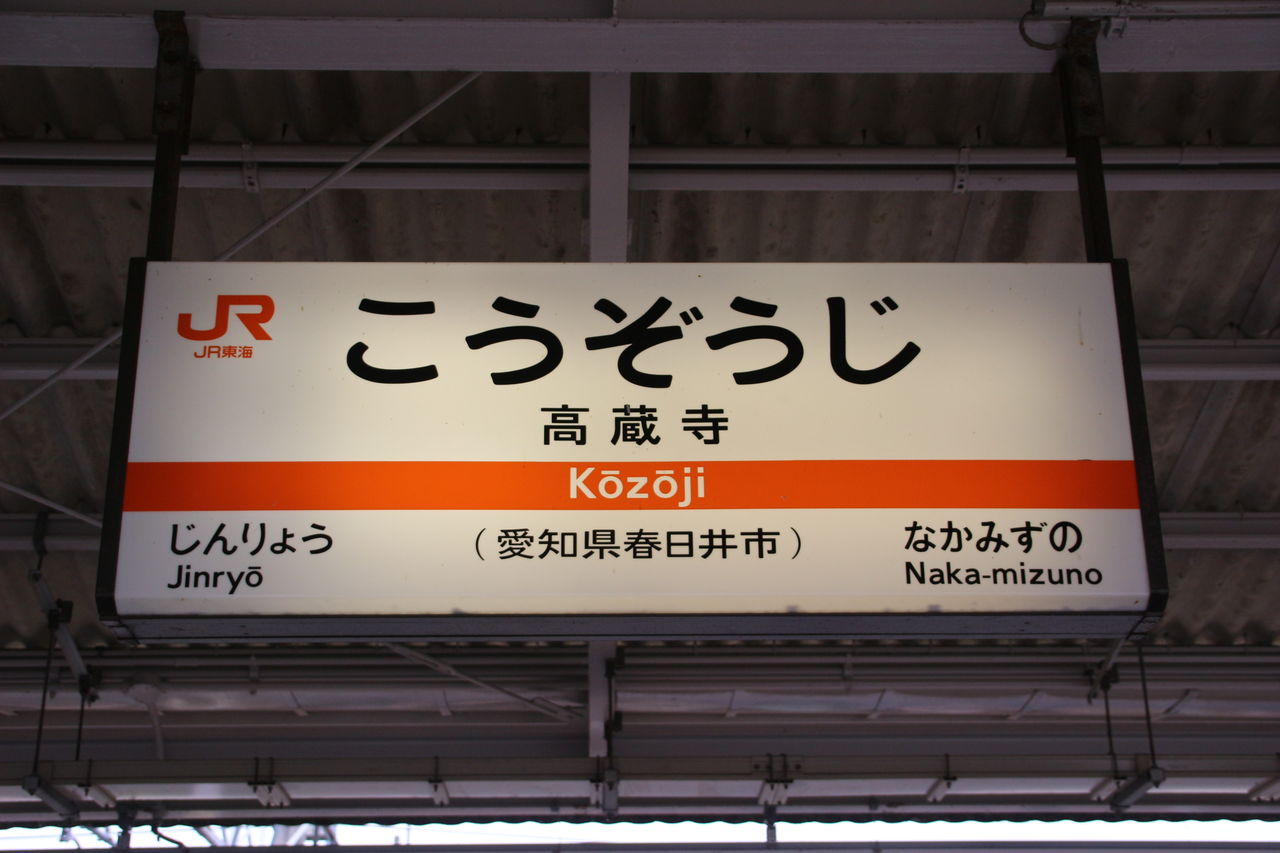 JR
JR東海
こうぞうじ
高蔵寺
Kōzōji
じんりょう
Jinryō
（愛知県春日井市）
なかみずの
Naka-mizuno